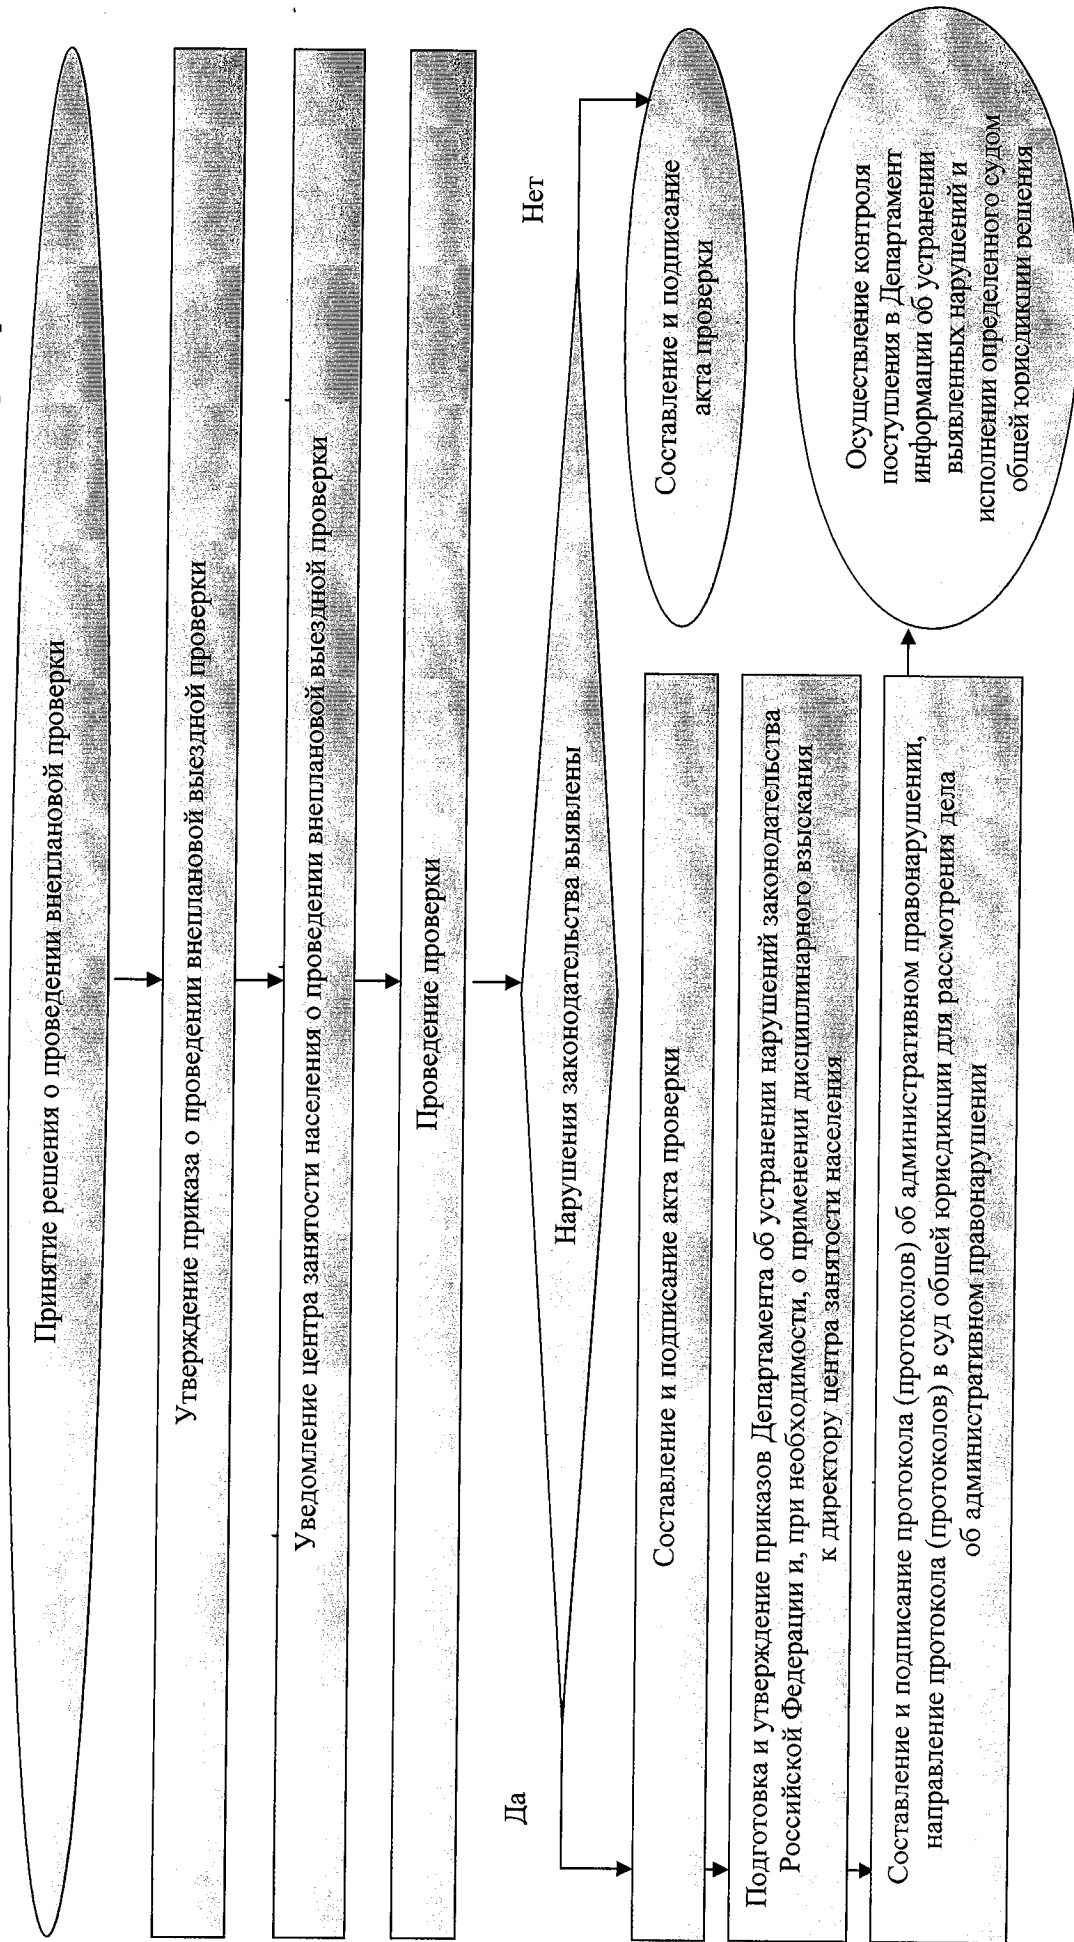 Принятие решения о проведении внеплановой проверки
Утверждение приказа о проведении внеплановой выездной проверки
Уведомление центра занятости населения о проведении внеплановой выездной проверки
Проведение проверки
Нарушения законодательства выявлены
Да
Нет
Составление и подписание акта проверки
Составление и подписание
акта проверки
Подготовка и утверждение приказов Департамента об устранении нарушений законодательства
Российской Федерации и, при необходимости, о применении дисциплинарного взыскания
к директору центра занятости населения
Составление и подписание протокола (протоколов) об административном правонарушении,
направление протокола (протоколов) в суд общей юрисдикции для рассмотрения дела
об административном правонарушении
Осуществление контроля
поступления в Департамент
информации об устранении
выявленных нарушений и
исполнении определенного судом
общей юрисдикции решения